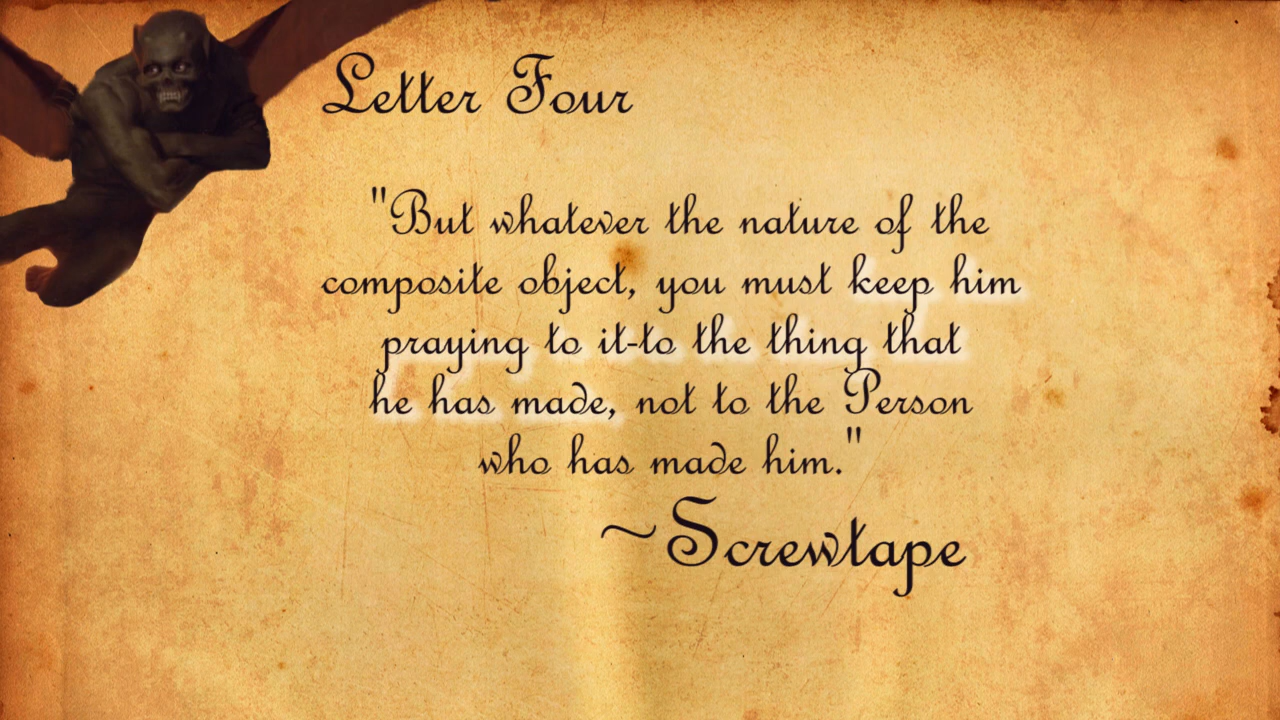 Letter Four
"But whatever the nature of the
composite object, you must keep him
praying to it-to the thing that
he has made, not to the Person
who has made him."
~Screwtape